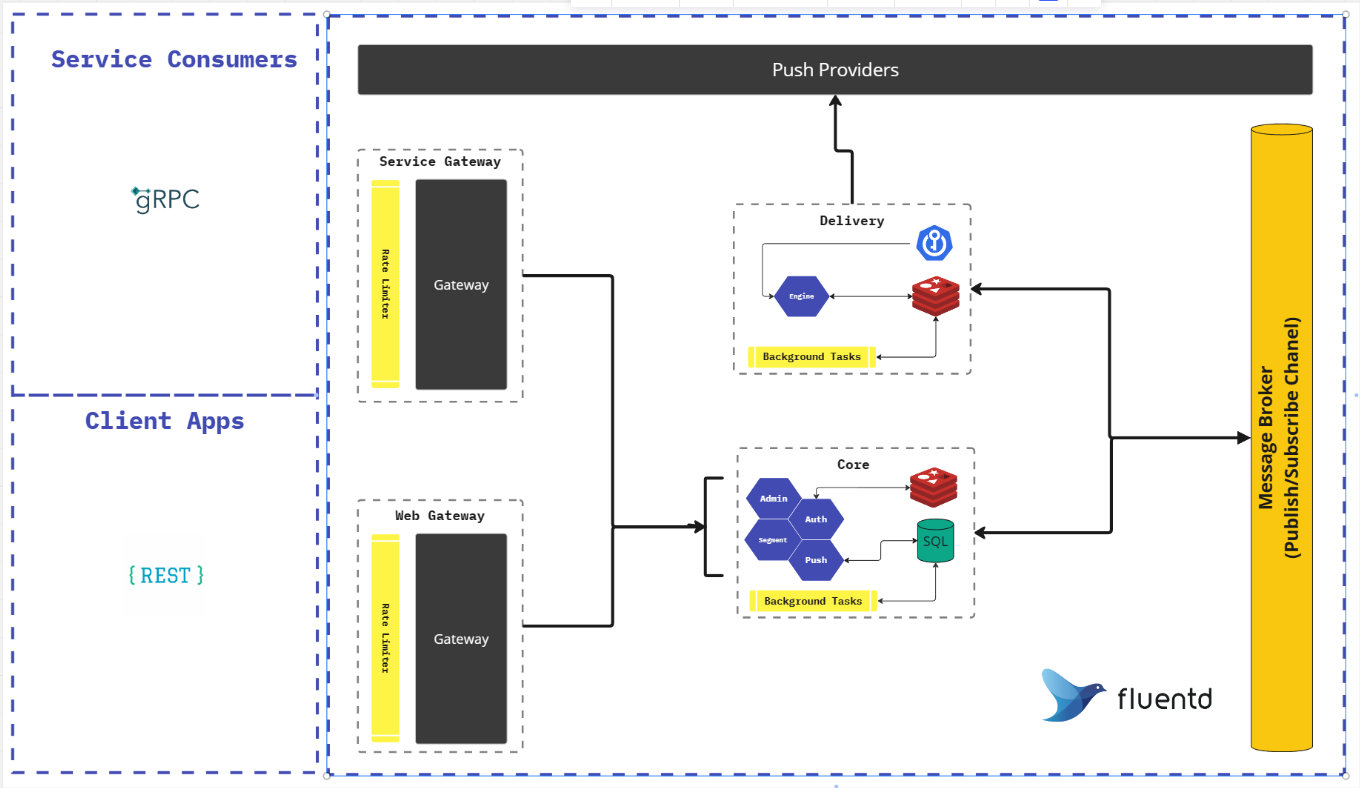 Service Consumers
gRPC
Client Apps
{ REST }
Push Providers
Service Gateway
Rate Limiter
Gateway
Web Gateway
Rate Limiter
Gateway
Delivery
Engine
Background Tasks
Core
Admin
Auth
Segment
Push
SQL
Background Tasks
Message Broker
(Publish/Subscribe Chanel)
fluentd